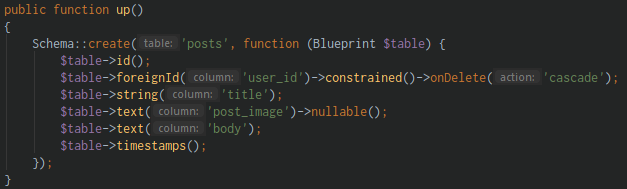 public function up()
{
Schema::create( table: 'posts', function (Blueprint $table) {
$table->id();
$table->foreignId( column: 'user_id')->constrained()->onDelete( action: 'cascade');
$table->string( column: 'title');
$table->text( column: 'post_image')->nullable();
$table->text( column: 'body');
$table->timestamps();
});
}